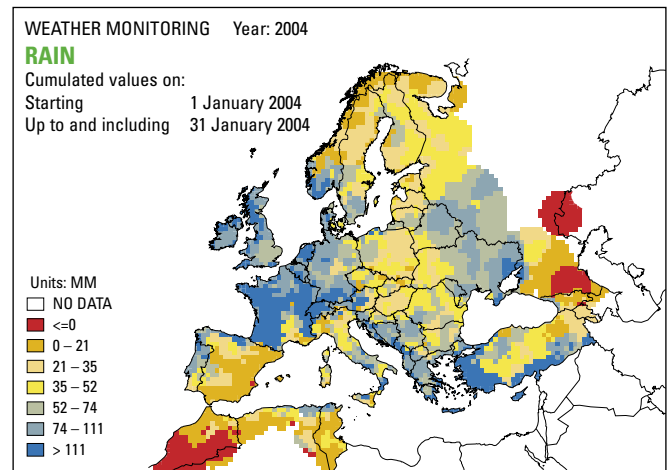 WEATHER MONITORING Year: 2004
RAIN
Cumulated values on:
Starting 1 January 2004
Up to and including 31 January 2004
Units: MM
NO DATA
<=0
0 – 21
21 – 35
35 – 52
52 – 74
74 – 111
> 111